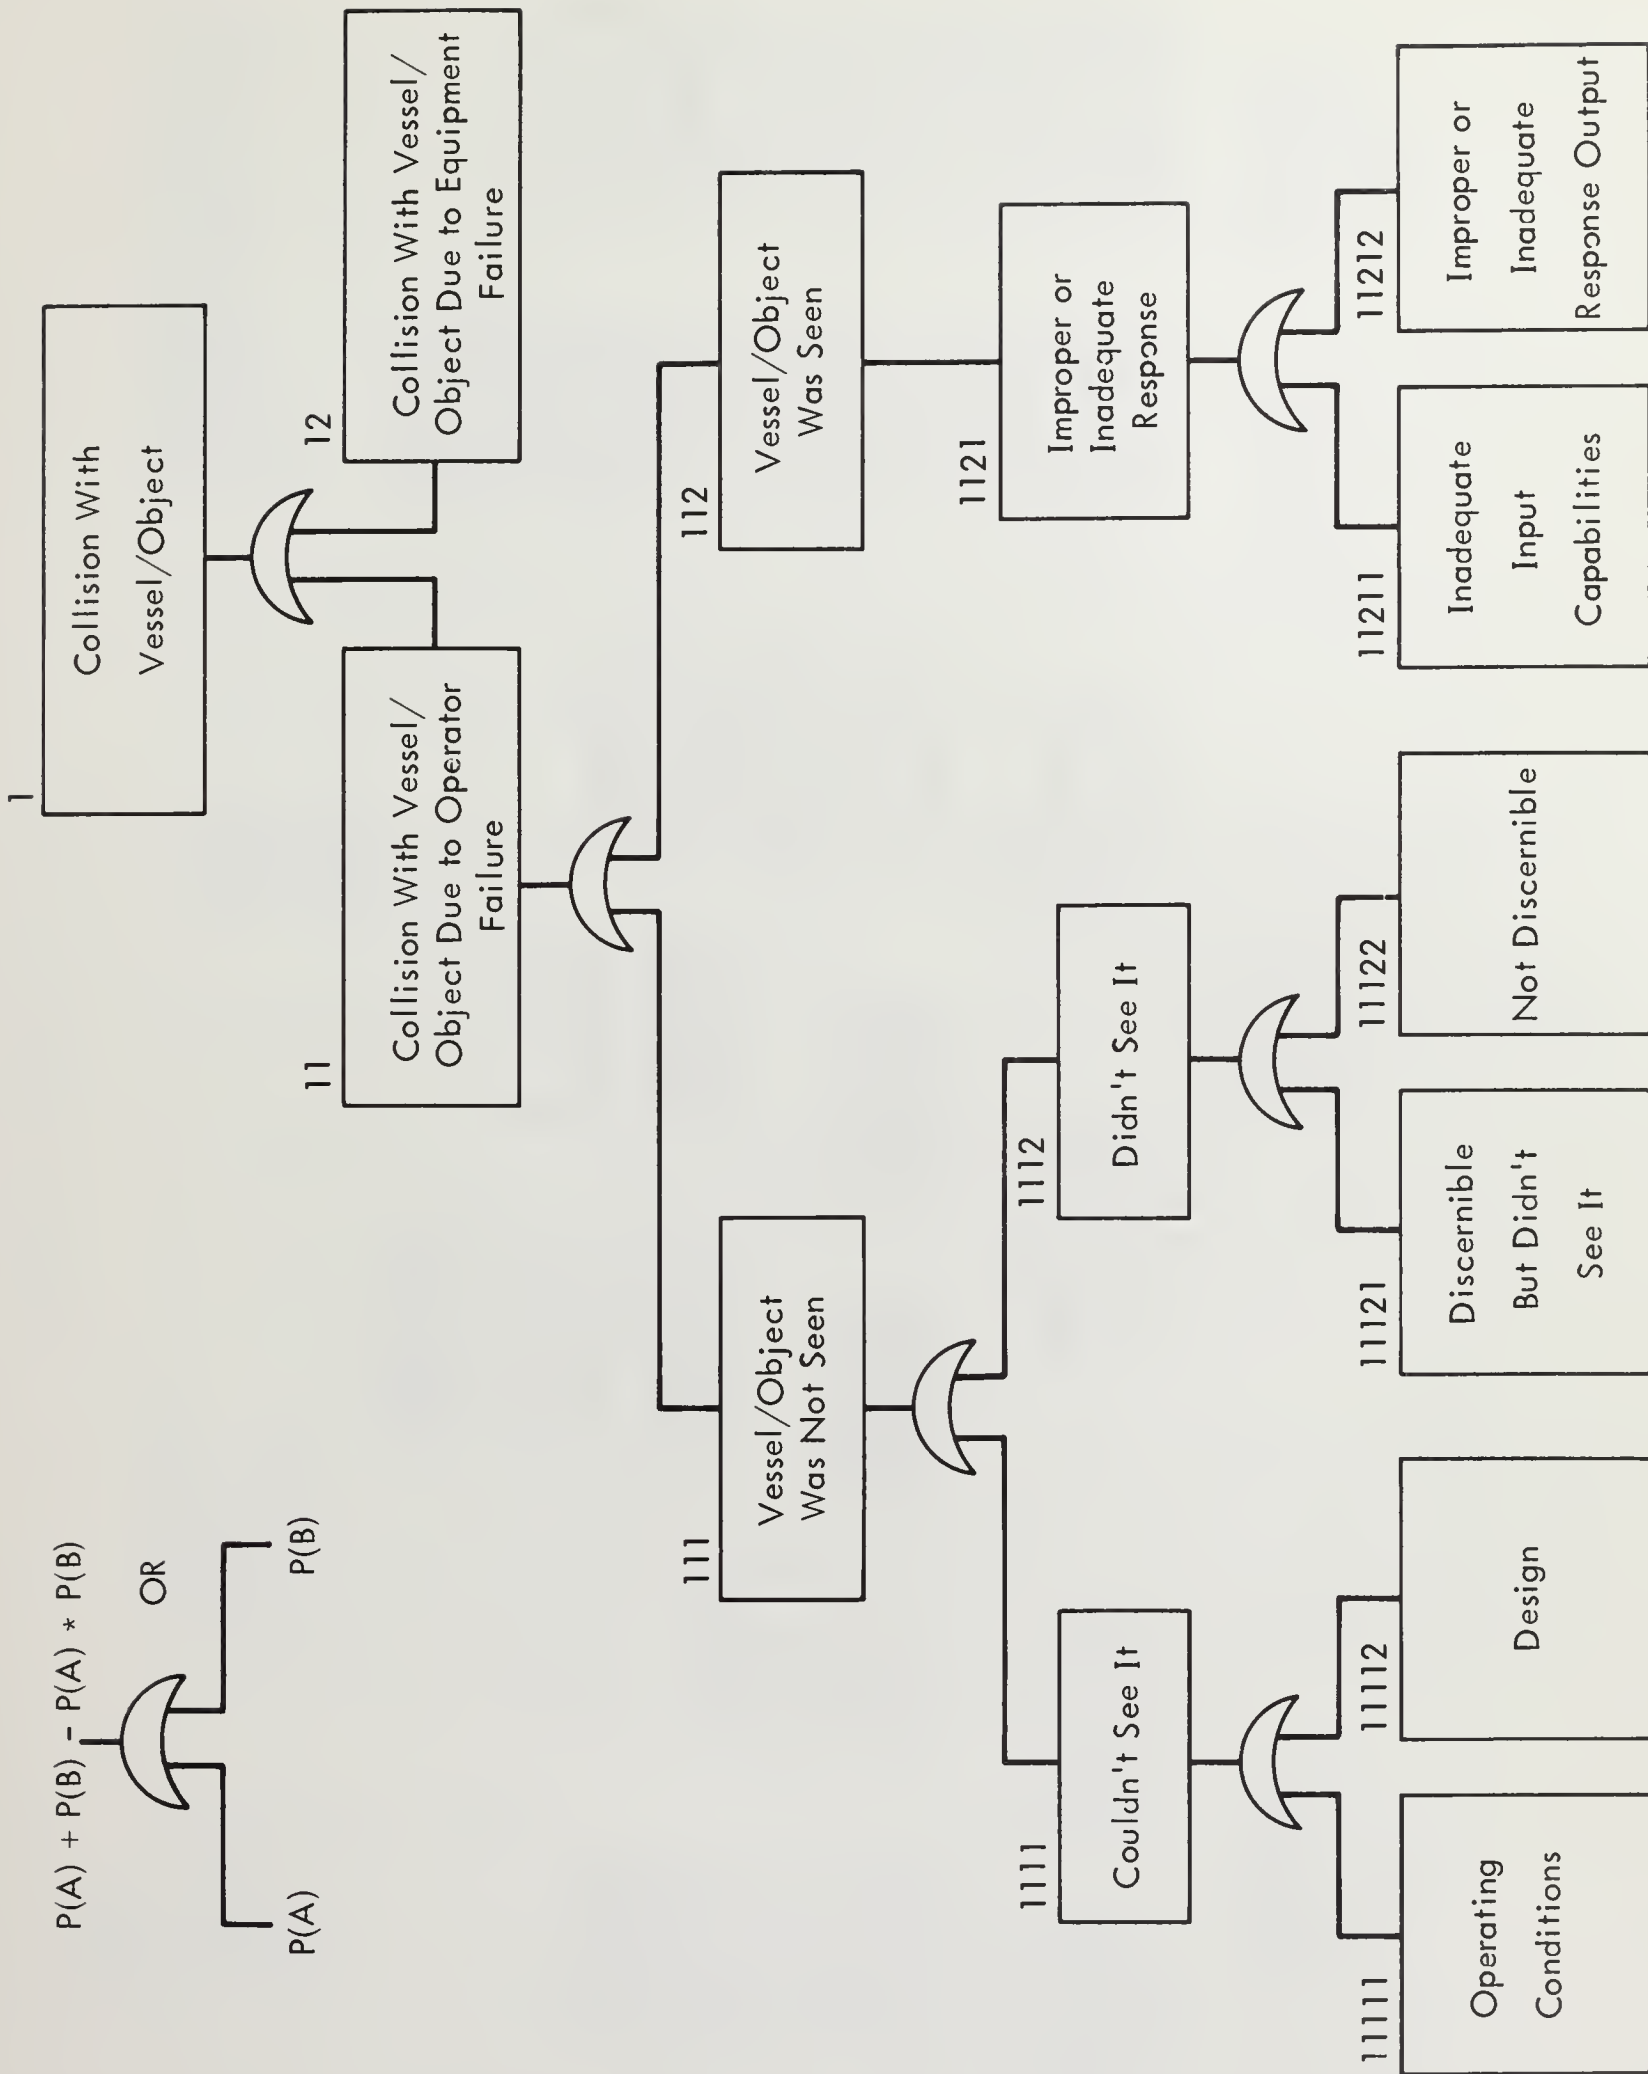 P(A) + P(B) - P(A) * P(B)
OR
P(A)
P(B)
1
Collision With
Vessel/Object
11
Collision With Vessel/
Object Due to Operator
Failure
12
Collision With Vessel/
Object Due to Equipment
Failure
111
Vessel/Object
Was Not Seen
112
Vessel/Object
Was Seen
1111
Couldn't See It
1112
Didn't See It
1121
Improper or
Inadequate
Response
11111
Operating
Conditions
11112
Design
11121
Discernible
But Didn't
See It
11122
Not Discernible
11211
Inadequate
Input
Capabilities
11212
Improper or
Inadequate
Response Output